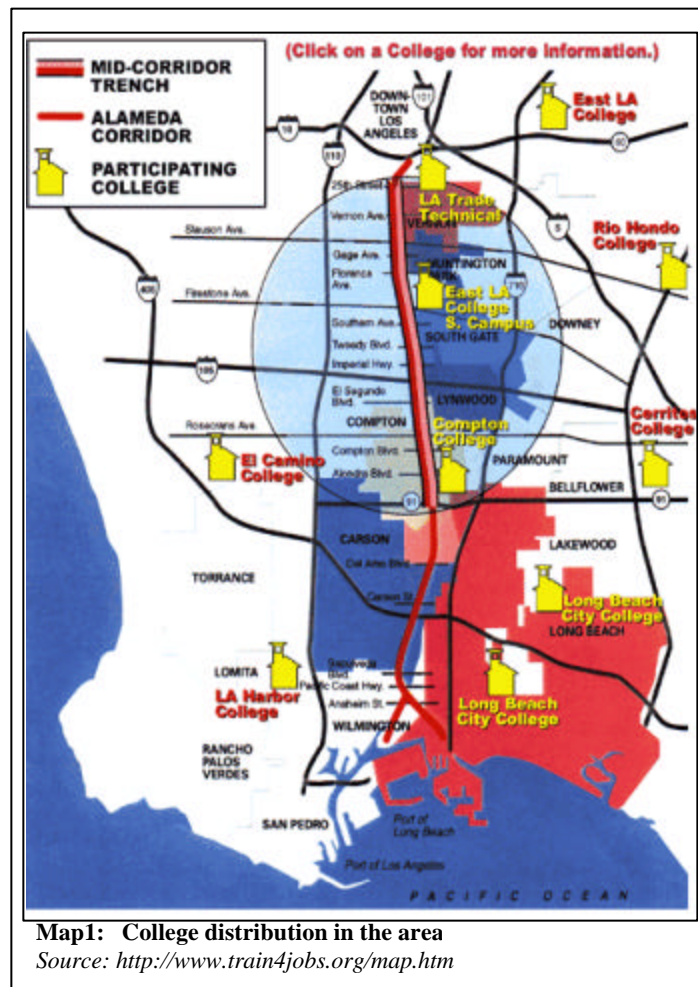 (Click on a College for more information.)
MID-CORRIDOR
TRENCH
ALAMEDA
CORRIDOR
PARTICIPATING
COLLEGE
DOWN-
TOWN LOS
ANGELES
101
East LA
College
10
110
60
25th Street
LA Trade
Technical
Vernon Ave.
VERNON
Slauson Ave.
5
Rio Hondo
College
Gage Ave.
HUNTINGTON
PARK
Florence
Ave.
405
710
Firestone Ave.
East LA
College
S. Campus
Southern Ave.
DOWNEY
SOUTH GATE
Tweedy Blvd.
Imperial Hwy.
105
El Segundo
Blvd.
LYNWOOD
COMPTON
Cerritos
College
Rosecrans Ave.
Compton
College
El Camino
College
Compton Blvd.
PARAMOUNT
Alondra Blvd.
BELLFLOWER
91
91
CARSON
LAKEWOOD
Del Amo Blvd.
TORRANCE
Carson St.
Long Beach
City College
LONG BEACH
LOMITA
Sepulveda
Blvd.
Pacific Coast Hwy.
LA Harbor
College
Anaheim St.
Long Beach
City College
WILMINGTON
RANCHO
PALOS
VERDES
SAN PEDRO
Port of
Long Beach
Port of Los Angeles
PACIFIC OCEAN
Map1: College distribution in the area
Source: http://www.train4jobs.org/map.htm